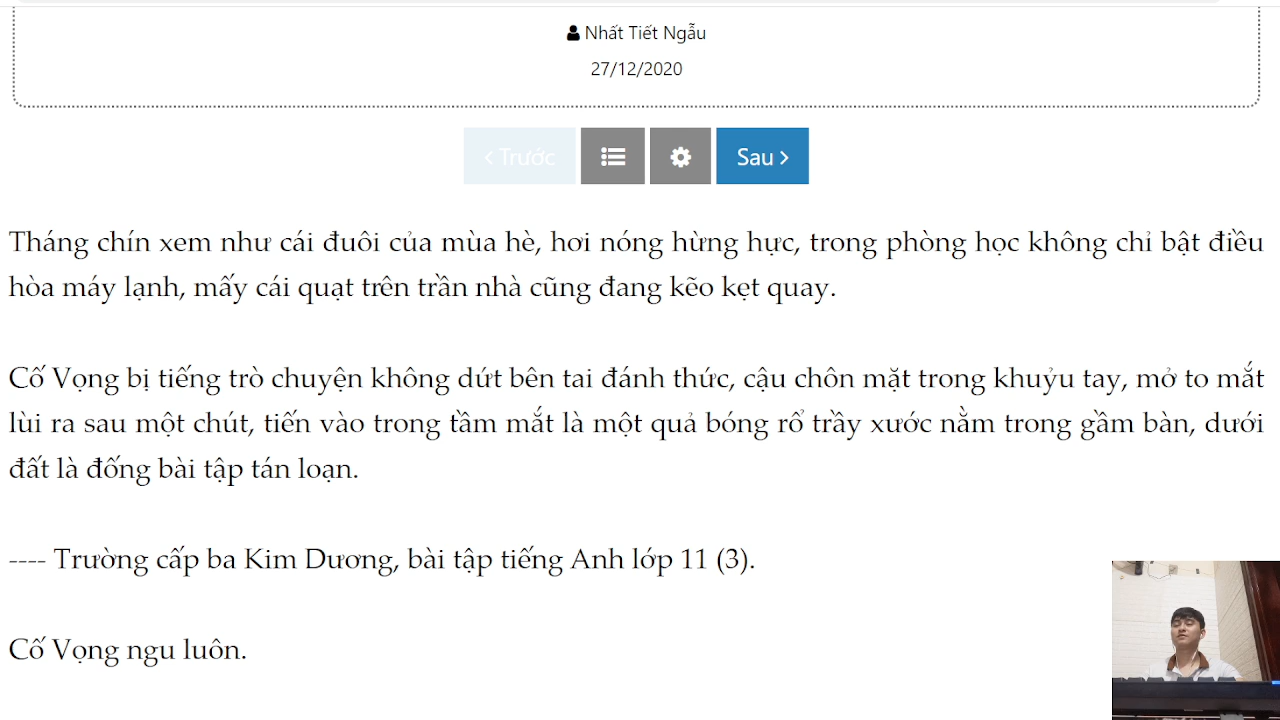 Nhất Tiết Ngẫu
27/12/2020
‹ Trước
Sau ›
Tháng chín xem như cái đuôi của mùa hè, hơi nóng hừng hực, trong phòng học không chỉ bật điều
hòa máy lạnh, mấy cái quạt trên trần nhà cũng đang kẽo kẹt quay.
Cố Vọng bị tiếng trò chuyện không dứt bên tai đánh thức, cậu chôn mặt trong khuỷu tay, mở to mắt
lùi ra sau một chút, tiến vào trong tầm mắt là một quả bóng rổ trầy xước nằm trong gầm bàn, dưới
đất là đống bài tập tán loạn.
---- Trường cấp ba Kim Dương, bài tập tiếng Anh lớp 11 (3).
Cố Vọng ngu luôn.